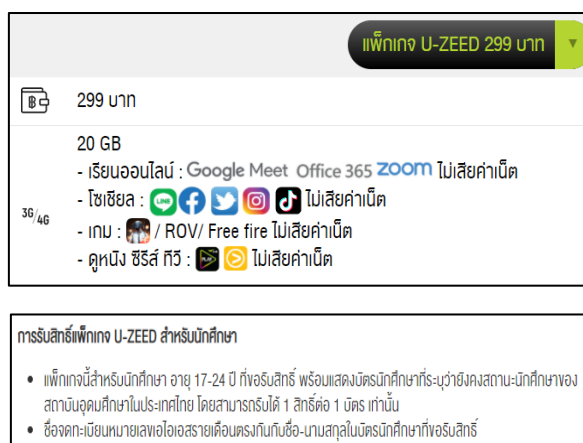 แพ็กเกจ U-ZEED 299 บาท
฿ 299 บาท
20 GB
- เรียนออนไลน์ : Google Meet Office 365 zoom ไม่เสียค่าเน็ต
- โซเชียล : LINE ไม่เสียค่าเน็ต
3G/4G
- เกม : / ROV/ Free fire ไม่เสียค่าเน็ต
- ดูหนัง ซีรีส์ ทีวี : PLAY ไม่เสียค่าเน็ต
การรับสิทธิ์แพ็กเกจ U-ZEED สำหรับนักศึกษา
• แพ็กเกจนี้สำหรับนักศึกษา อายุ 17-24 ปี ที่ขอรับสิทธิ์ พร้อมแสดงบัตรนักศึกษาที่ระบุว่ายังคงสถานะนักศึกษาของ
สถาบันอุดมศึกษาในประเทศไทย โดยสามารถรับได้ 1 สิทธิ์ต่อ 1 บัตร เท่านั้น
• ชื่อจดทะเบียนหมายเลขเอไอเอสรายเดือนตรงกันกับชื่อ-นามสกุลในบัตรนักศึกษาที่ขอรับสิทธิ์